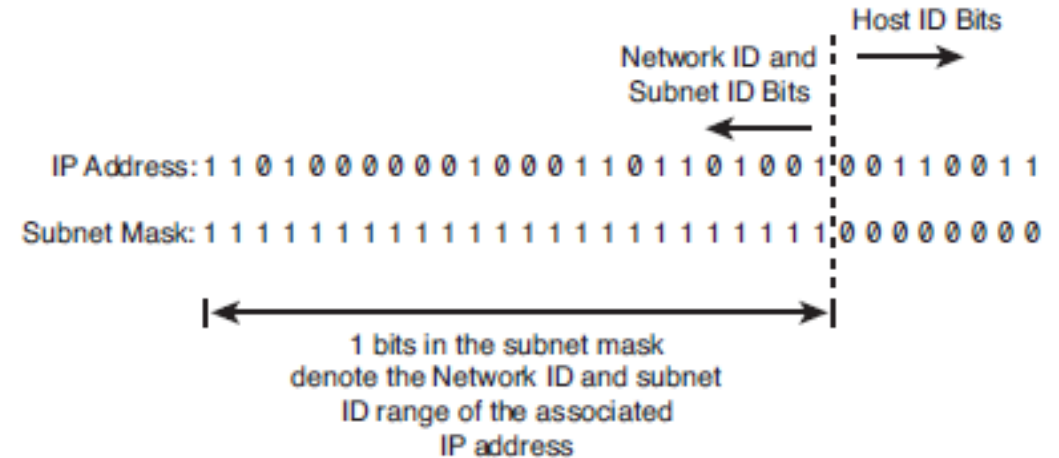 Host ID Bits
Network ID and
Subnet ID Bits
IP Address: 1 1 0 1 0 0 0 0 0 0 1 0 0 0 1 1 0 1 1 0 1 0 0 1 0 0 1 1 0 0 1 1
Subnet Mask: 1 1 1 1 1 1 1 1 1 1 1 1 1 1 1 1 1 1 1 1 1 1 1 1 0 0 0 0 0 0 0 0
1 bits in the subnet mask
denote the Network ID and subnet
ID range of the associated
IP address